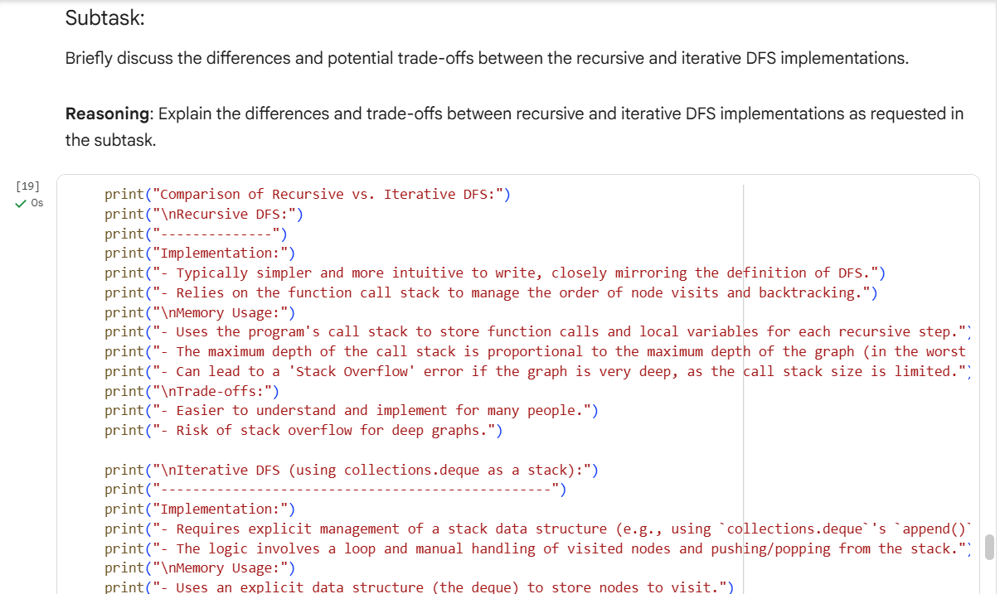 Subtask:
Briefly discuss the differences and potential trade-offs between the recursive and iterative DFS implementations.
Reasoning: Explain the differences and trade-offs between recursive and iterative DFS implementations as requested in
the subtask.
[19]
0s
print("Comparison of Recursive vs. Iterative DFS:")
print("\nRecursive DFS:")
print("--------------")
print("Implementation:")
print("- Typically simpler and more intuitive to write, closely mirroring the definition of DFS.")
print("- Relies on the function call stack to manage the order of node visits and backtracking.")
print("\nMemory Usage:")
print("- Uses the program's call stack to store function calls and local variables for each recursive step.")
print("- The maximum depth of the call stack is proportional to the maximum depth of the graph (in the worst
print("- Can lead to a 'Stack Overflow' error if the graph is very deep, as the call stack size is limited.")
print("\nTrade-offs:")
print("- Easier to understand and implement for many people.")
print("- Risk of stack overflow for deep graphs.")
print("\nIterative DFS (using collections.deque as a stack):")
print("-------------------------------------------------")
print("Implementation:")
print("- Requires explicit management of a stack data structure (e.g., using `collections.deque`'s `append()`
print("- The logic involves a loop and manual handling of visited nodes and pushing/popping from the stack.")
print("\nMemory Usage:")
print("- Uses an explicit data structure (the deque) to store nodes to visit.")